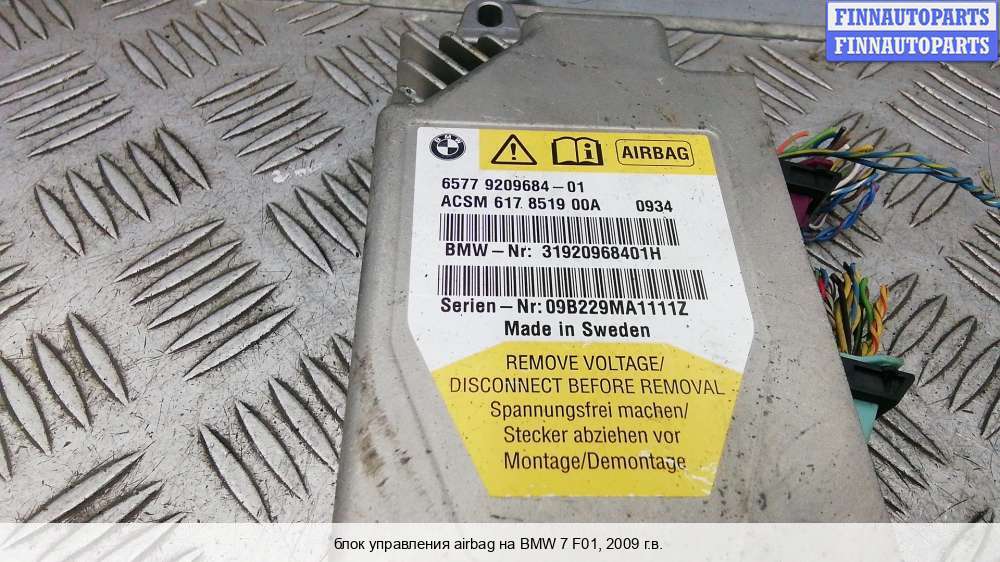 FINNAUTOPARTS
FINNAUTOPARTS
BMW
AIRBAG
6577 9209684-01
ACSM 617 8519 00A 0934
BMW-Nr: 31920968401H
Serien-Nr: 09B229MA1111Z
Made in Sweden
REMOVE VOLTAGE/
DISCONNECT BEFORE REMOVAL
Spannungsfrei machen/
Stecker abziehen vor
Montage/Demontage
блок управления airbag на BMW 7 F01, 2009 г.в.